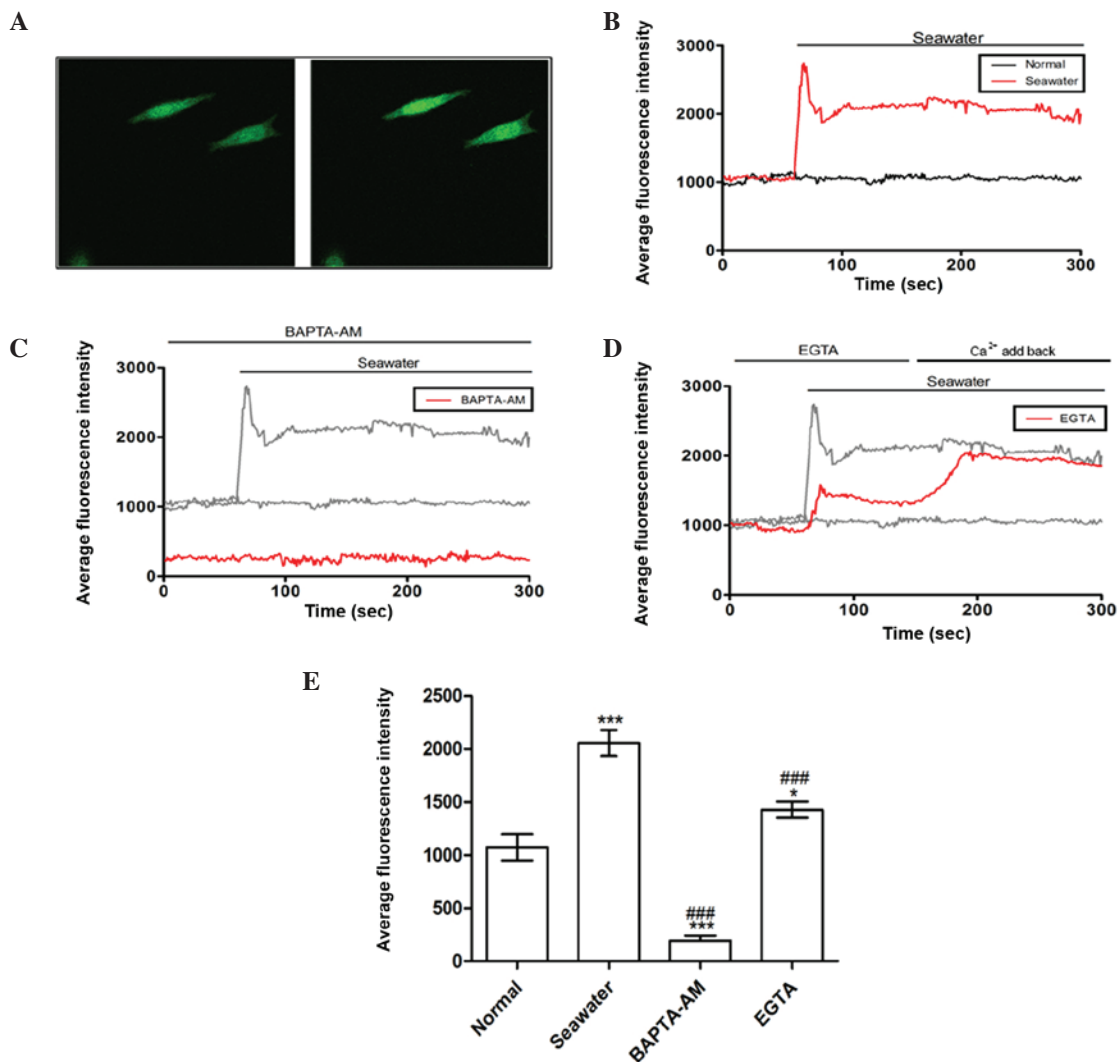 A
B
Seawater
Normal
Seawater
Average fluorescence intensity
3000
2000
1000
0
0
100
200
300
Time (sec)
C
BAPTA-AM
Seawater
BAPTA-AM
Average fluorescence intensity
3000
2000
1000
0
0
100
200
300
Time (sec)
D
EGTA
Ca²⁺ add back
Seawater
EGTA
Average fluorescence intensity
3000
2000
1000
0
0
100
200
300
Time (sec)
E
Average fluorescence intensity
2500
2000
1500
1000
500
0
***
###
***
###
*
Normal
Seawater
BAPTA-AM
EGTA